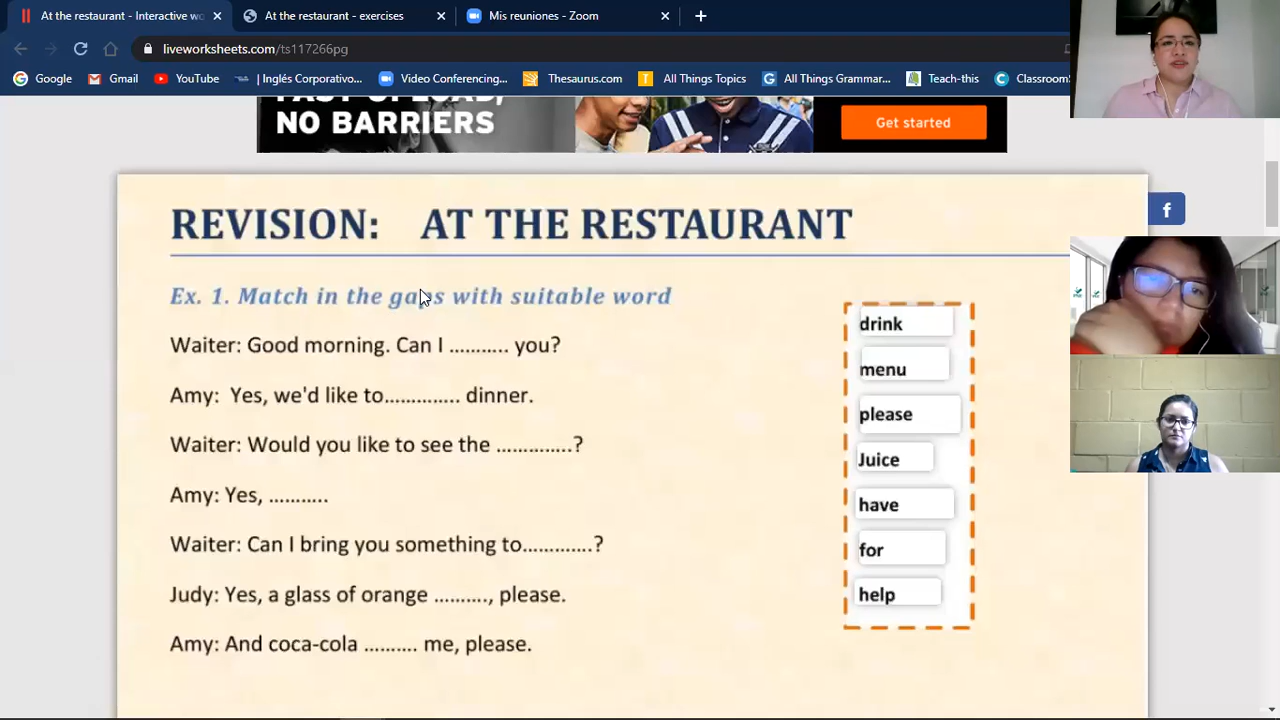 At the restaurant - Interactive wo
At the restaurant - exercises
Mis reuniones - Zoom
liveworksheets.com/ts117266pg
Google
Gmail
YouTube
| Inglés Corporativo...
Video Conferencing...
Thesaurus.com
All Things Topics
All Things Grammar...
Teach-this
NO BARRIERS
Get started
REVISION: AT THE RESTAURANT
Ex. 1. Match in the gaps with suitable word
Waiter: Good morning. Can I ........... you?
Amy: Yes, we'd like to.............. dinner.
Waiter: Would you like to see the ..............?
Amy: Yes, ...........
Waiter: Can I bring you something to.............?
Judy: Yes, a glass of orange .........., please.
Amy: And coca-cola ......... me, please.
drink
menu
please
Juice
have
for
help